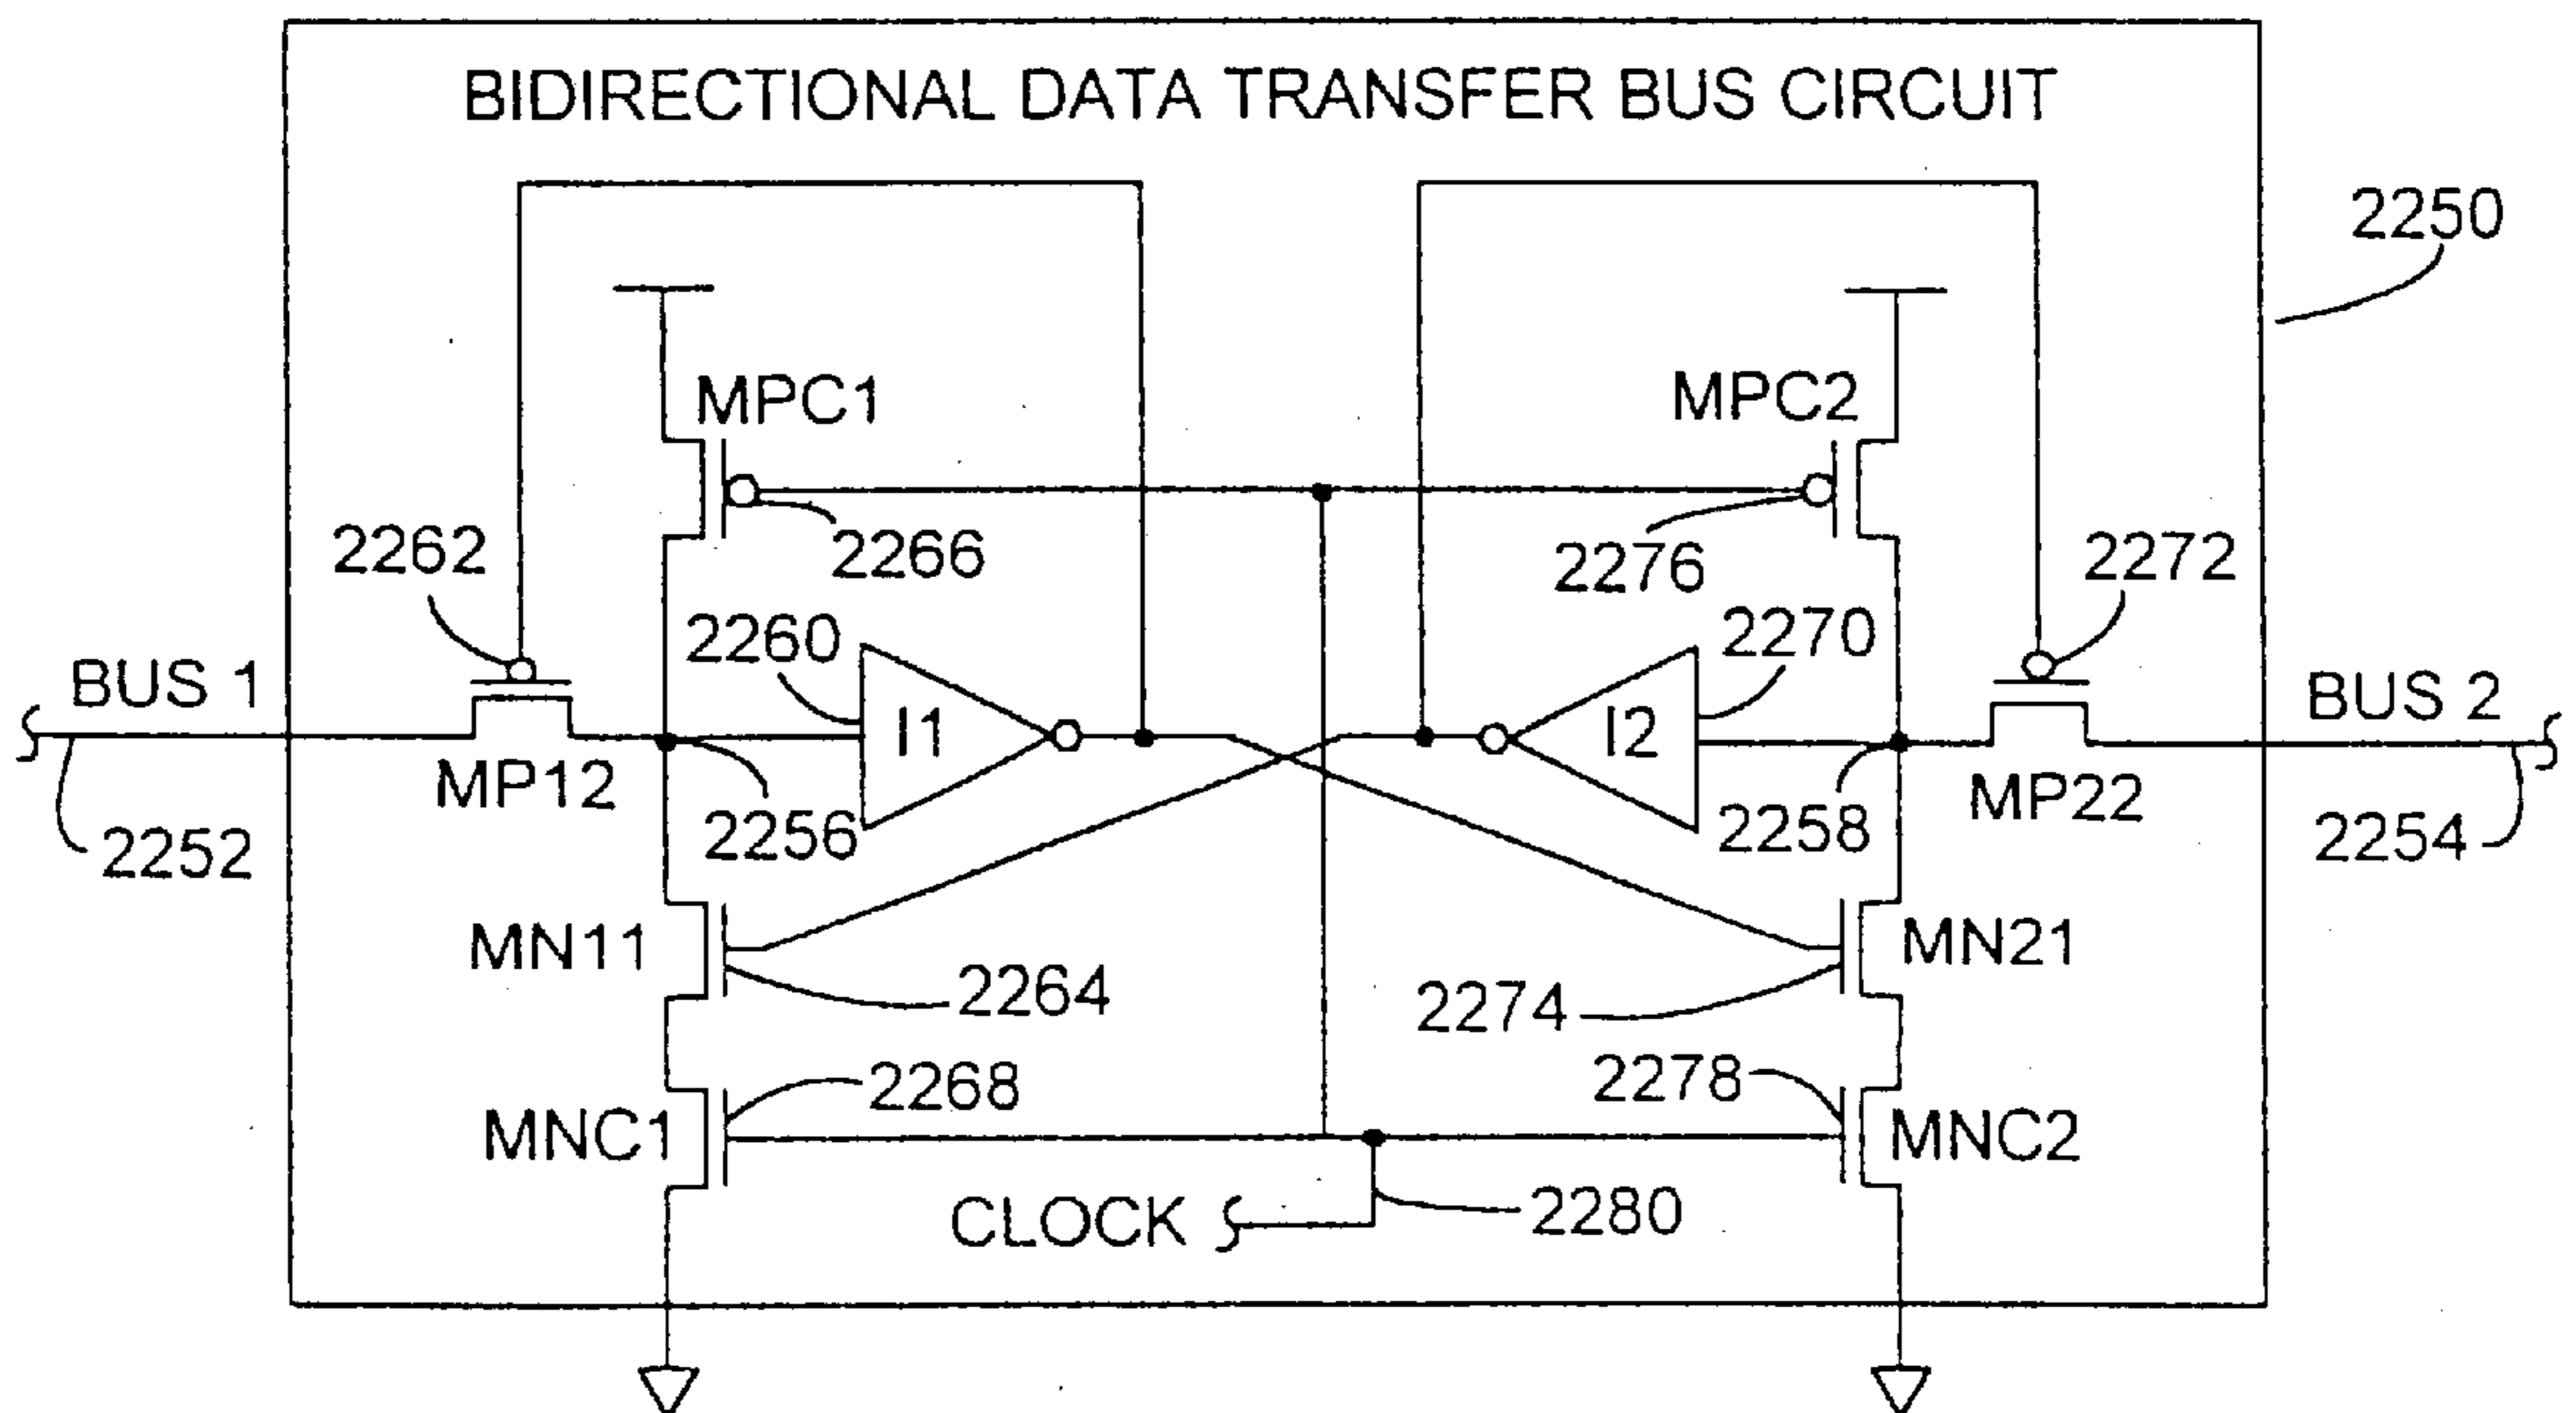 BIDIRECTIONAL DATA TRANSFER BUS CIRCUIT
2250
MPC1
MPC2
2262
2266
2276
2272
2260
2270
BUS 1
I1
I2
BUS 2
MP12
MP22
2252
2256
2258
2254
MN11
2264
2274
MN21
2268
2278
MNC1
MNC2
CLOCK
2280